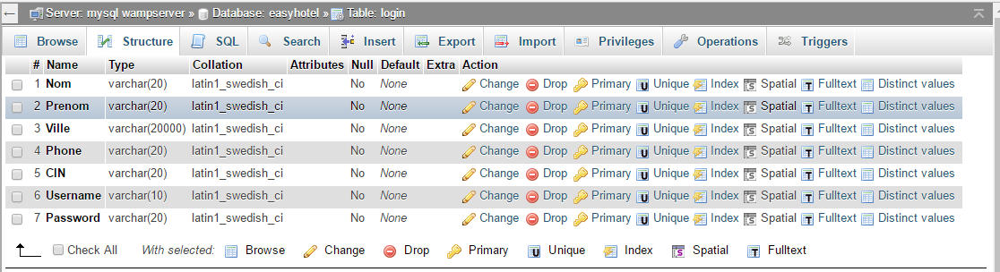 Server: mysql wampserver » Database: easyhotel » Table: login
Browse Structure SQL Search Insert Export Import Privileges Operations Triggers
# Name Type Collation Attributes Null Default Extra Action
1 Nom varchar(20) latin1_swedish_ci No None Change Drop Primary Unique Index Spatial Fulltext Distinct values
2 Prenom varchar(20) latin1_swedish_ci No None Change Drop Primary Unique Index Spatial Fulltext Distinct values
3 Ville varchar(20000) latin1_swedish_ci No None Change Drop Primary Unique Index Spatial Fulltext Distinct values
4 Phone varchar(20) latin1_swedish_ci No None Change Drop Primary Unique Index Spatial Fulltext Distinct values
5 CIN varchar(20) latin1_swedish_ci No None Change Drop Primary Unique Index Spatial Fulltext Distinct values
6 Username varchar(10) latin1_swedish_ci No None Change Drop Primary Unique Index Spatial Fulltext Distinct values
7 Password varchar(20) latin1_swedish_ci No None Change Drop Primary Unique Index Spatial Fulltext Distinct values
Check All With selected: Browse Change Drop Primary Unique Index Spatial Fulltext